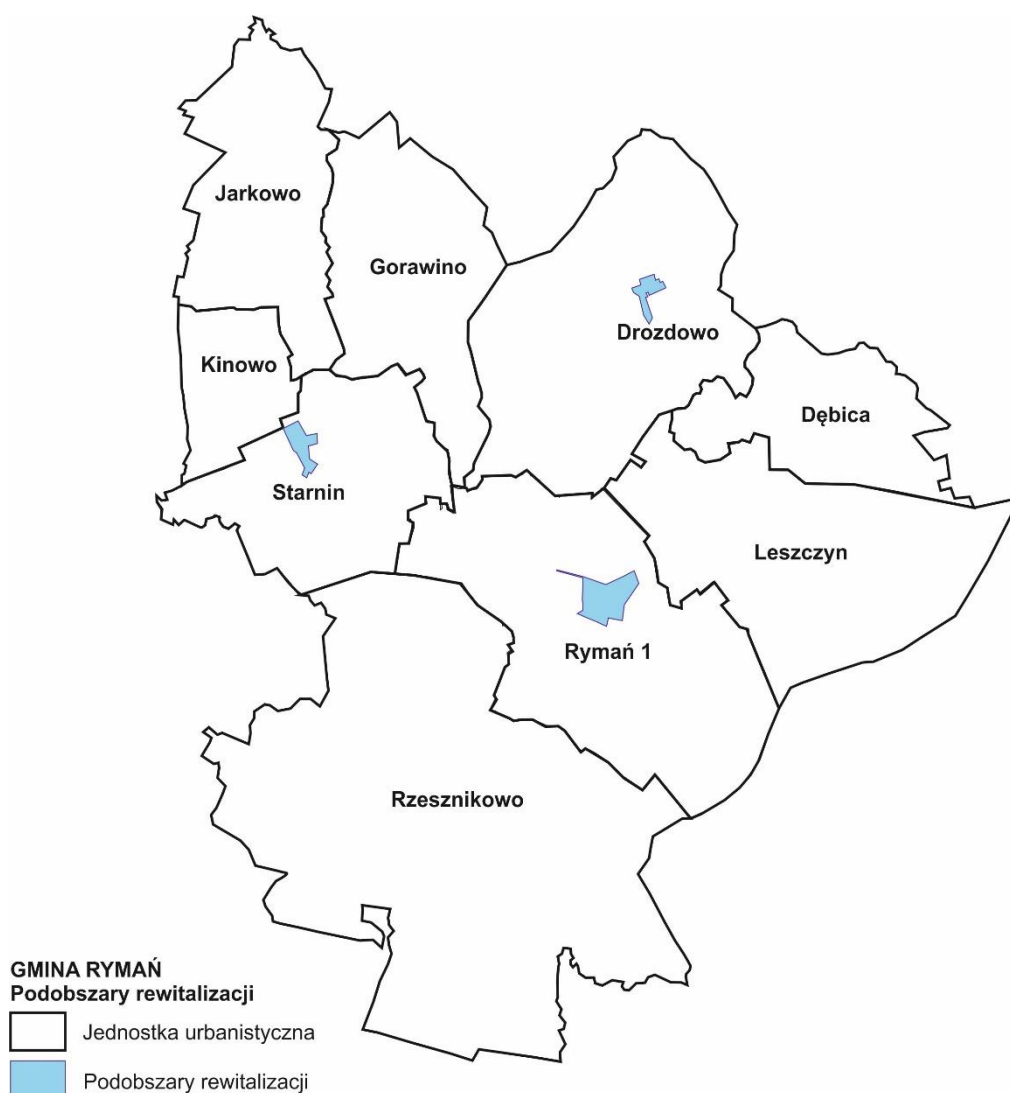 Jarkowo
Gorawino
Drozdowo
Kinowo
Dębica
Starnin
Leszczyn
Rymań 1
Rzesznikowo
GMINA RYMAŃ
Podobszary rewitalizacji
Jednostka urbanistyczna
Podobszary rewitalizacji